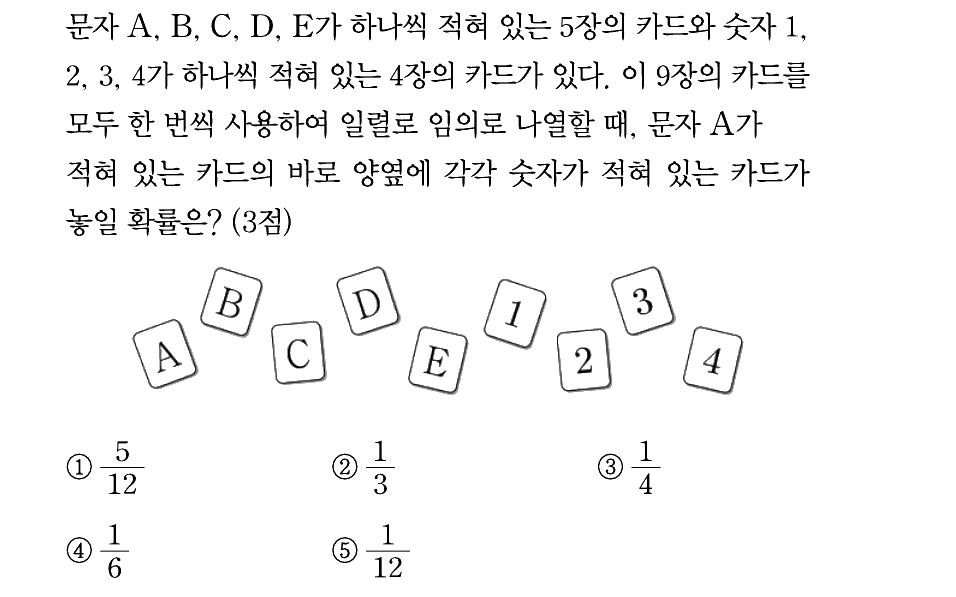 문자 A, B, C, D, E가 하나씩 적혀 있는 5장의 카드와 숫자 1,
2, 3, 4가 하나씩 적혀 있는 4장의 카드가 있다. 이 9장의 카드를
모두 한 번씩 사용하여 일렬로 임의로 나열할 때, 문자 A가
적혀 있는 카드의 바로 양옆에 각각 숫자가 적혀 있는 카드가
놓일 확률은? (3점)
A B C D E 1 2 3 4
① 5/12 ② 1/3 ③ 1/4
④ 1/6 ⑤ 1/12